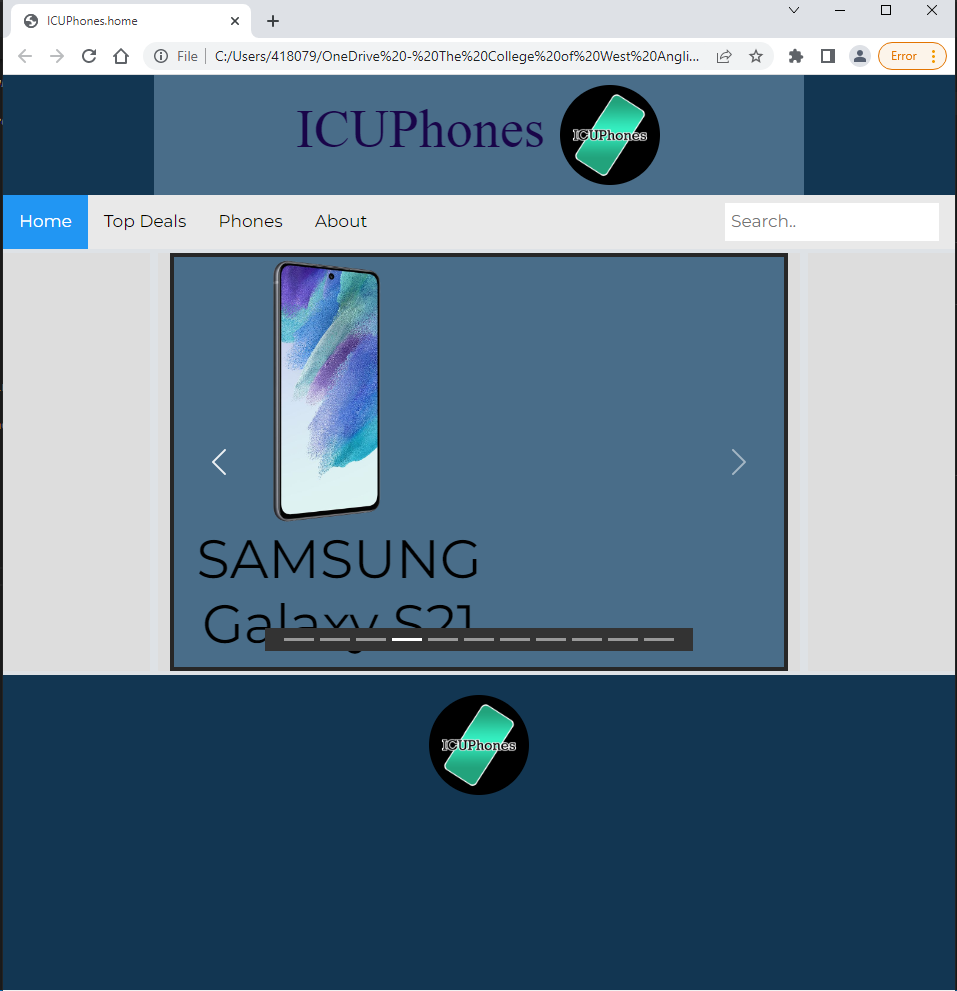 ICUPhones.home
File
C:/Users/418079/OneDrive%20-%20The%20College%20of%20West%20Angli...
Error
ICUPhones
ICUPhones
Home
Top Deals
Phones
About
Search..
SAMSUNG
Galaxy S21
ICUPhones